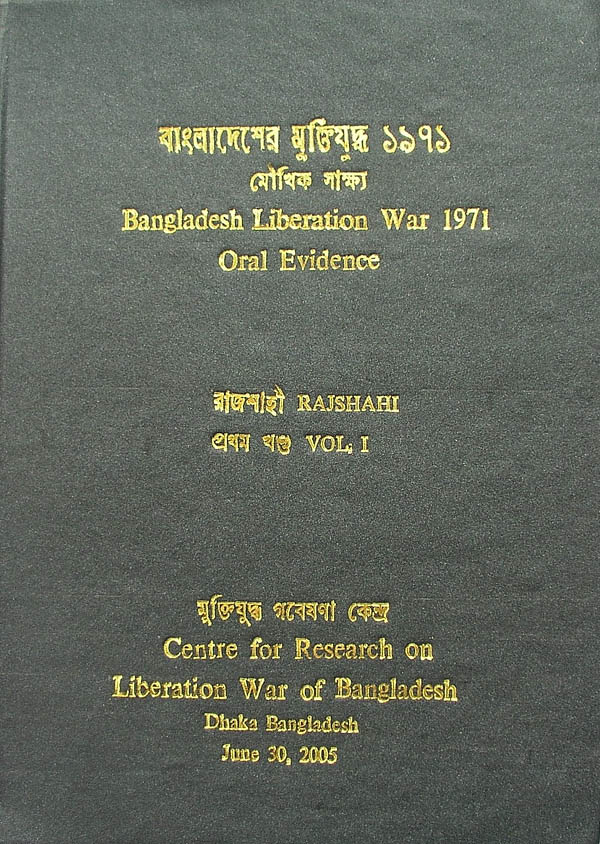 বাংলাদেশের মুক্তিযুদ্ধ ১৯৭১
মৌখিক সাক্ষ্য
Bangladesh Liberation War 1971
Oral Evidence
রাজশাহী RAJSHAHI
প্রথম খণ্ড VOL. I
মুক্তিযুদ্ধ গবেষণা কেন্দ্র
Centre for Research on
Liberation War of Bangladesh
Dhaka Bangladesh
June 30, 2005